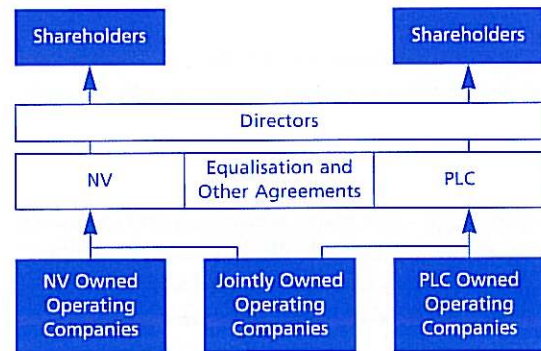 Shareholders
Shareholders
Directors
NV
Equalisation and
Other Agreements
PLC
NV Owned
Operating
Companies
Jointly Owned
Operating
Companies
PLC Owned
Operating
Companies